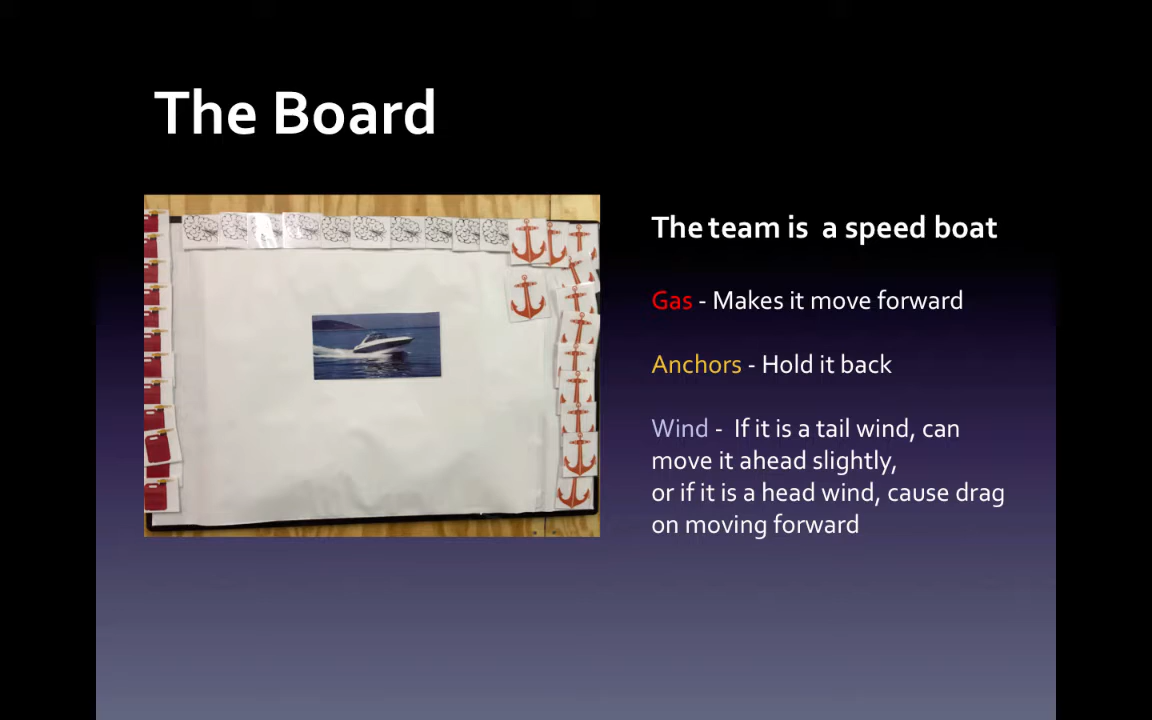 The Board
The team is a speed boat
Gas - Makes it move forward
Anchors - Hold it back
Wind - If it is a tail wind, can
move it ahead slightly,
or if it is a head wind, cause drag
on moving forward